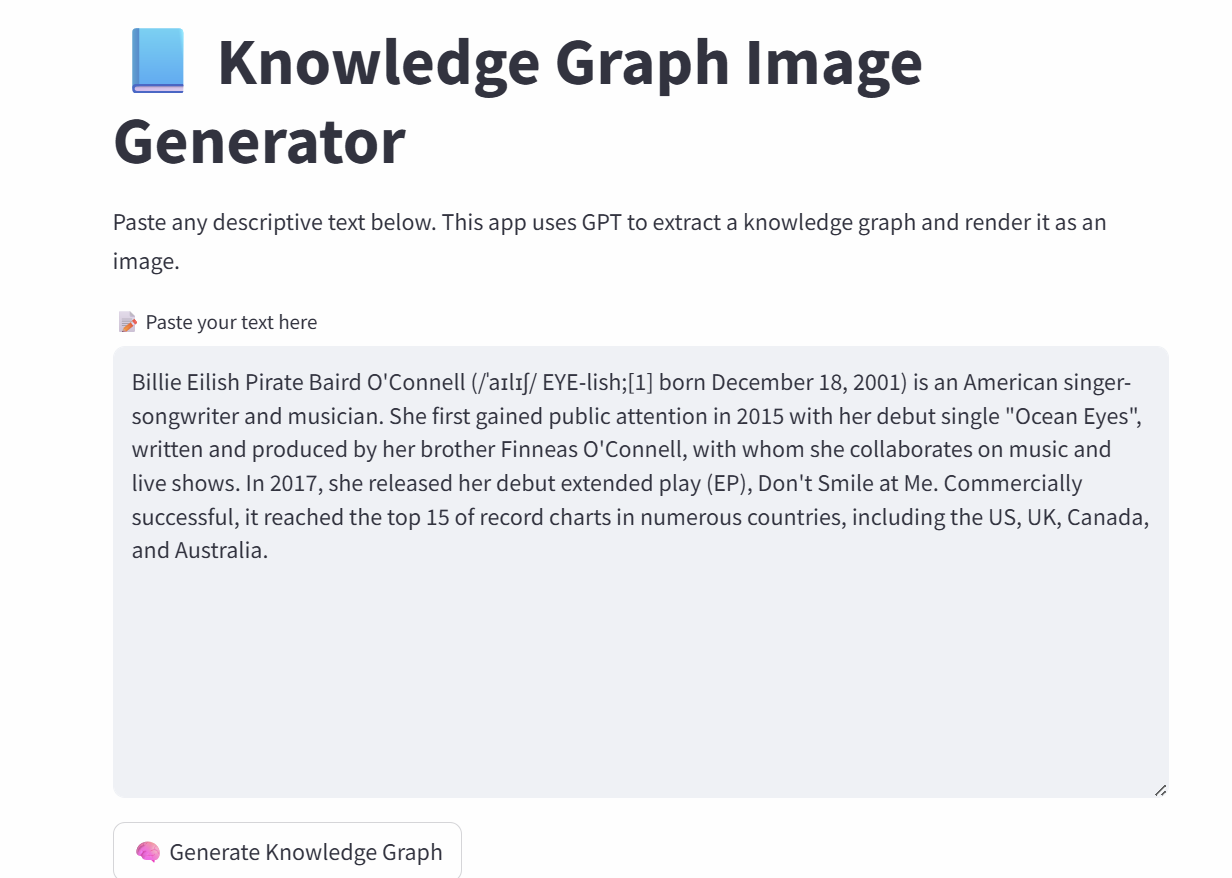 📘 Knowledge Graph Image
Generator
Paste any descriptive text below. This app uses GPT to extract a knowledge graph and render it as an
image.
📝 Paste your text here
Billie Eilish Pirate Baird O'Connell (/ˈaɪlɪʃ/ EYE-lish;[1] born December 18, 2001) is an American singer-
songwriter and musician. She first gained public attention in 2015 with her debut single "Ocean Eyes",
written and produced by her brother Finneas O'Connell, with whom she collaborates on music and
live shows. In 2017, she released her debut extended play (EP), Don't Smile at Me. Commercially
successful, it reached the top 15 of record charts in numerous countries, including the US, UK, Canada,
and Australia.
🧠 Generate Knowledge Graph